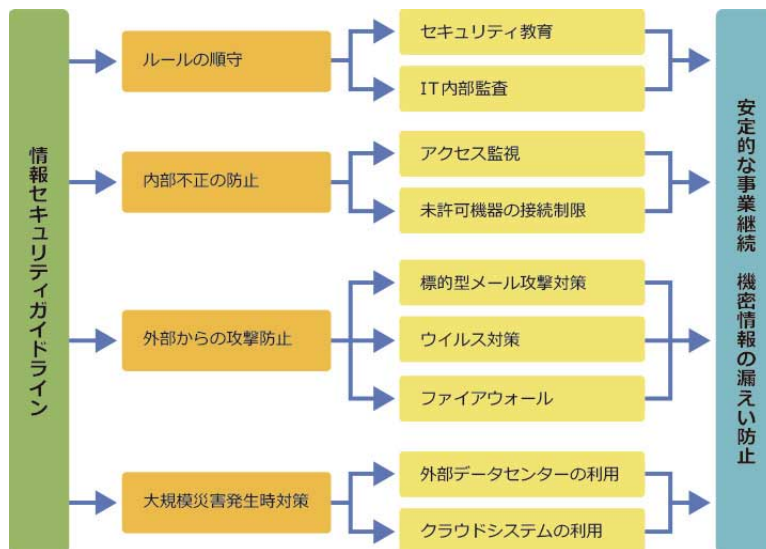 情報セキュリティガイドライン
ルールの順守
セキュリティ教育
IT内部監査
内部不正の防止
アクセス監視
未許可機器の接続制限
外部からの攻撃防止
標的型メール攻撃対策
ウイルス対策
ファイアウォール
大規模災害発生時対策
外部データセンターの利用
クラウドシステムの利用
安定的な事業継続 機密情報の漏えい防止